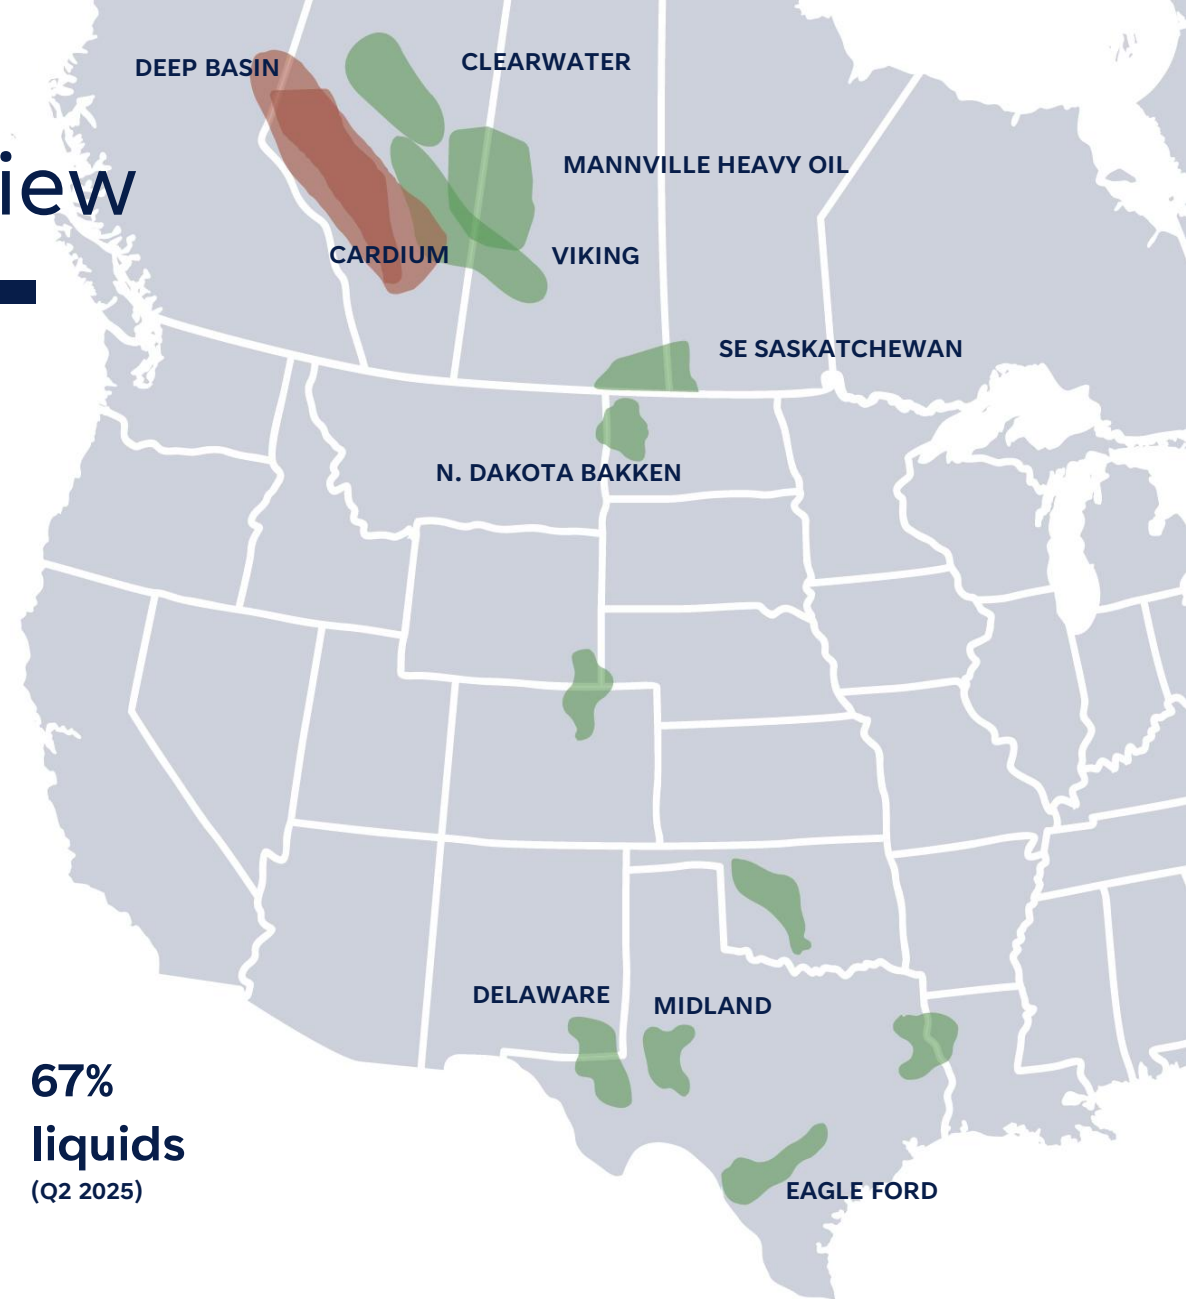 DEEP BASIN
CLEARWATER
iew
MANNVILLE HEAVY OIL
CARDIUM
VIKING
SE SASKATCHEWAN
N. DAKOTA BAKKEN
DELAWARE
MIDLAND
67%
liquids
(Q2 2025)
EAGLE FORD